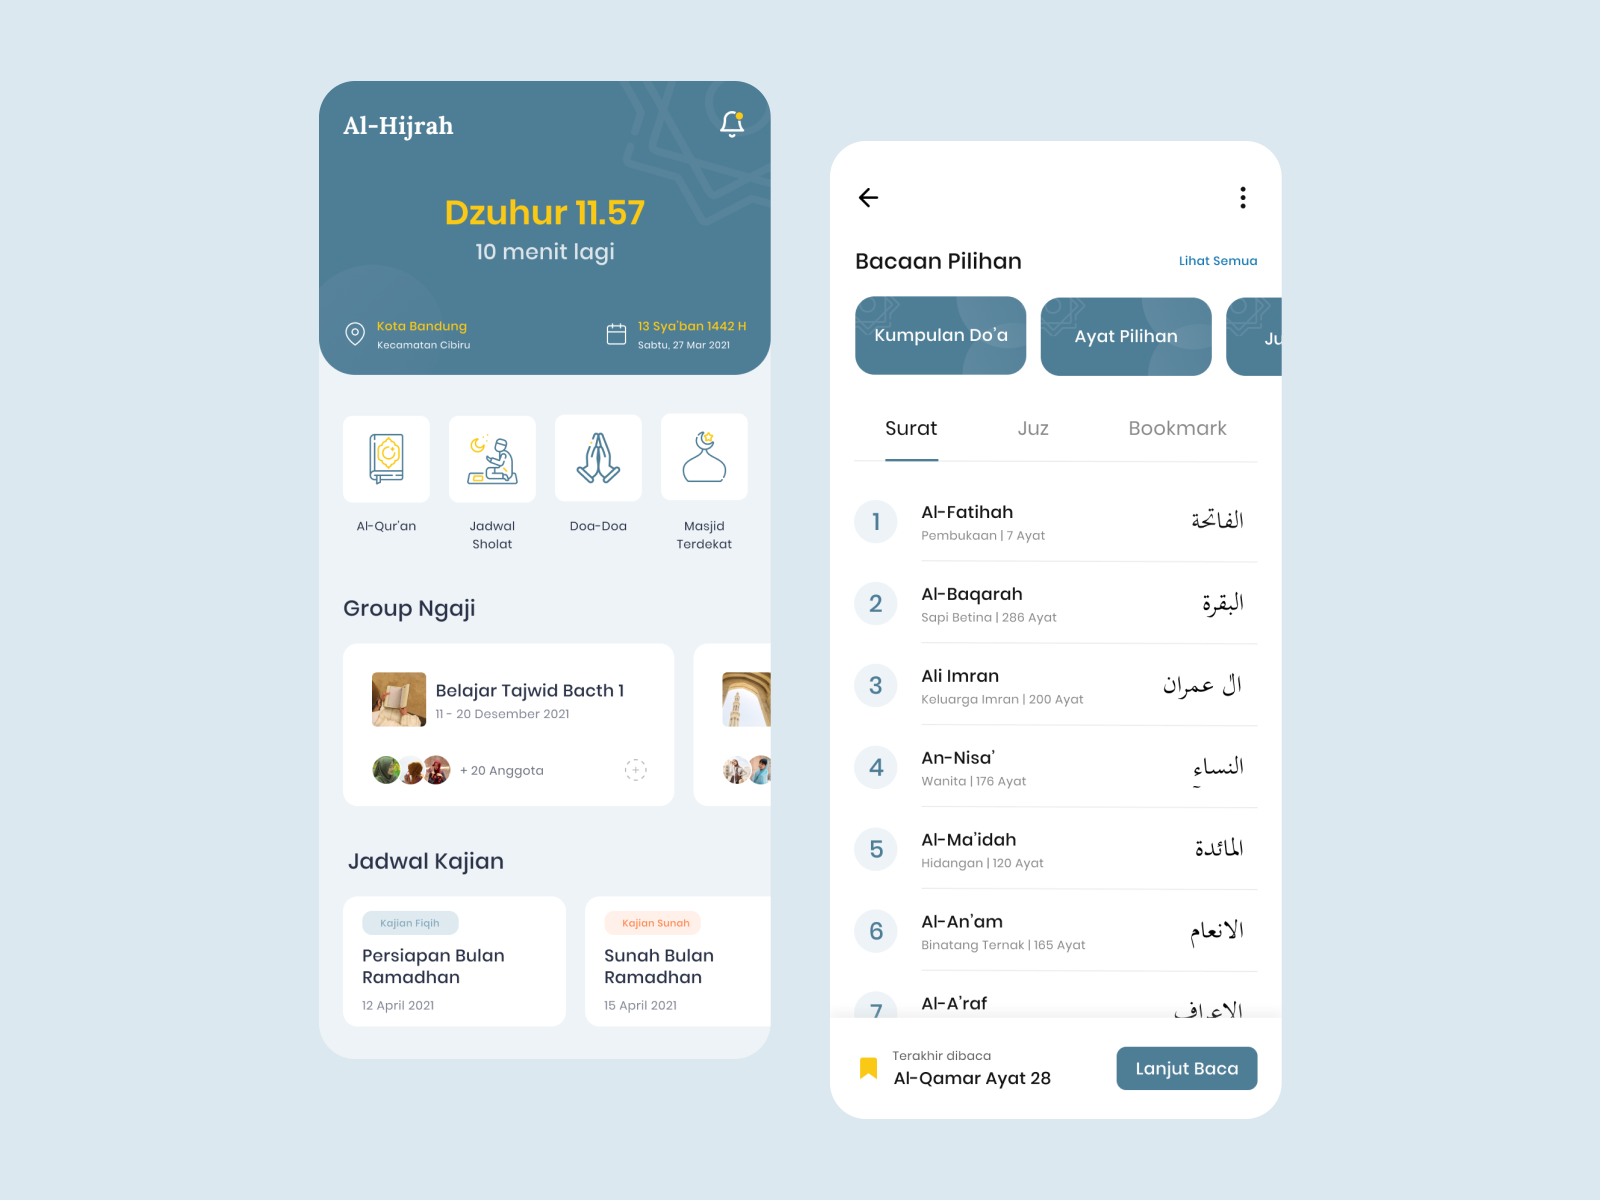 Al-Hijrah
Dzuhur 11.57
10 menit lagi
Kota Bandung
Kecamatan Cibiru
13 Sya'ban 1442 H
Sabtu, 27 Mar 2021
Al-Qur'an
Jadwal
Sholat
Doa-Doa
Masjid
Terdekat
Group Ngaji
Belajar Tajwid Bacth 1
11 - 20 Desember 2021
+ 20 Anggota
Jadwal Kajian
Kajian Fiqih
Persiapan Bulan
Ramadhan
12 April 2021
Kajian Sunah
Sunah Bulan
Ramadhan
15 April 2021
Bacaan Pilihan
Lihat Semua
Kumpulan Do'a
Ayat Pilihan
Ju
Surat
Juz
Bookmark
1
Al-Fatihah
Pembukaan | 7 Ayat
الفاتحة
2
Al-Baqarah
Sapi Betina | 286 Ayat
البقرة
3
Ali Imran
Keluarga Imran | 200 Ayat
ال عمران
4
An-Nisa'
Wanita | 176 Ayat
النساء
5
Al-Ma'idah
Hidangan | 120 Ayat
المائدة
6
Al-An'am
Binatang Ternak | 165 Ayat
الانعام
7
Al-A'raf
الاعراف
Terakhir dibaca
Al-Qamar Ayat 28
Lanjut Baca